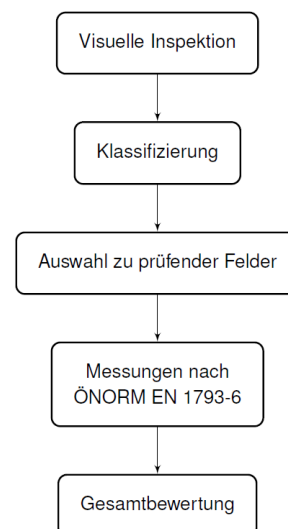 Visuelle Inspektion
Klassifizierung
Auswahl zu prüfender Felder
Messungen nach
ÖNORM EN 1793-6
Gesamtbewertung